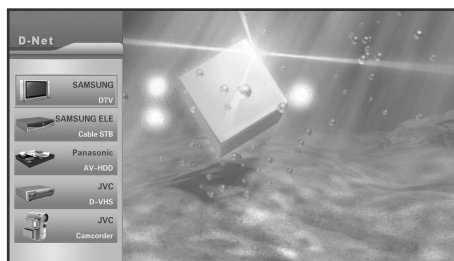 D-Net
SAMSUNG
DTV
SAMSUNG ELE
Cable STB
Panasonic
AV-HDD
JVC
D-VHS
JVC
Camcorder